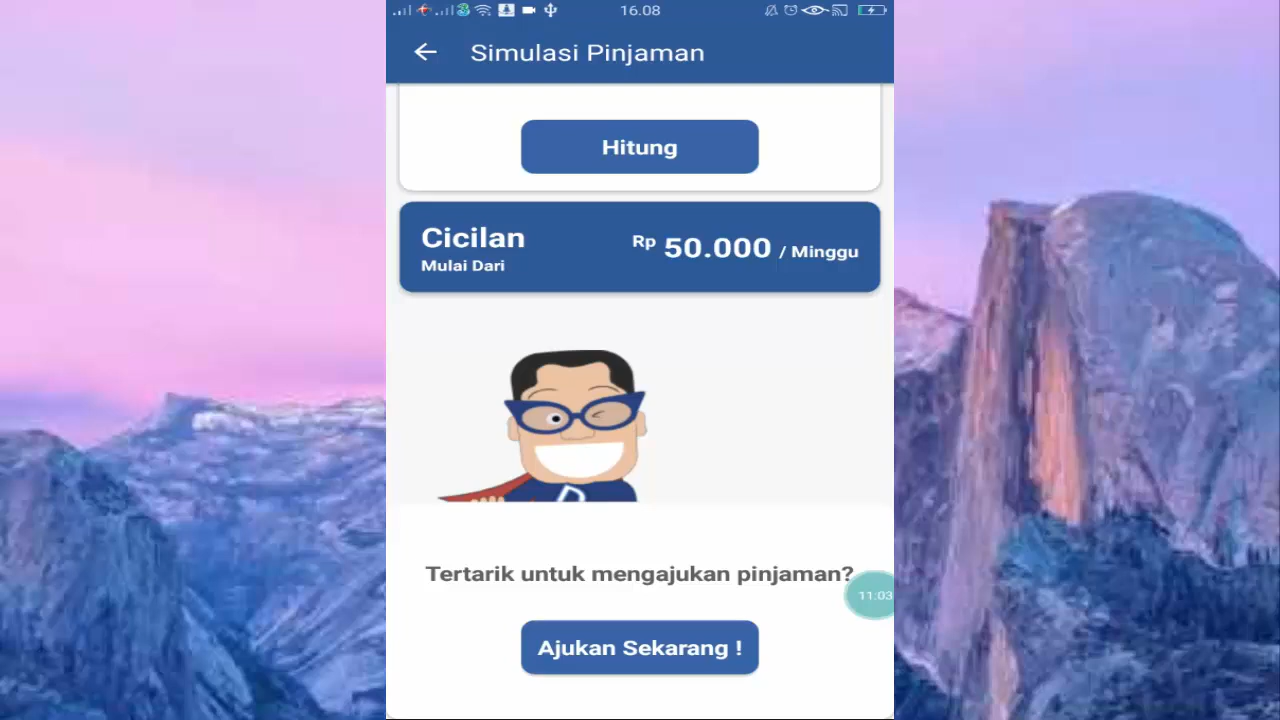 16.08
Simulasi Pinjaman
Hitung
Cicilan
Rp 50.000 / Minggu
Mulai Dari
Tertarik untuk mengajukan pinjaman?
11:03
Ajukan Sekarang !